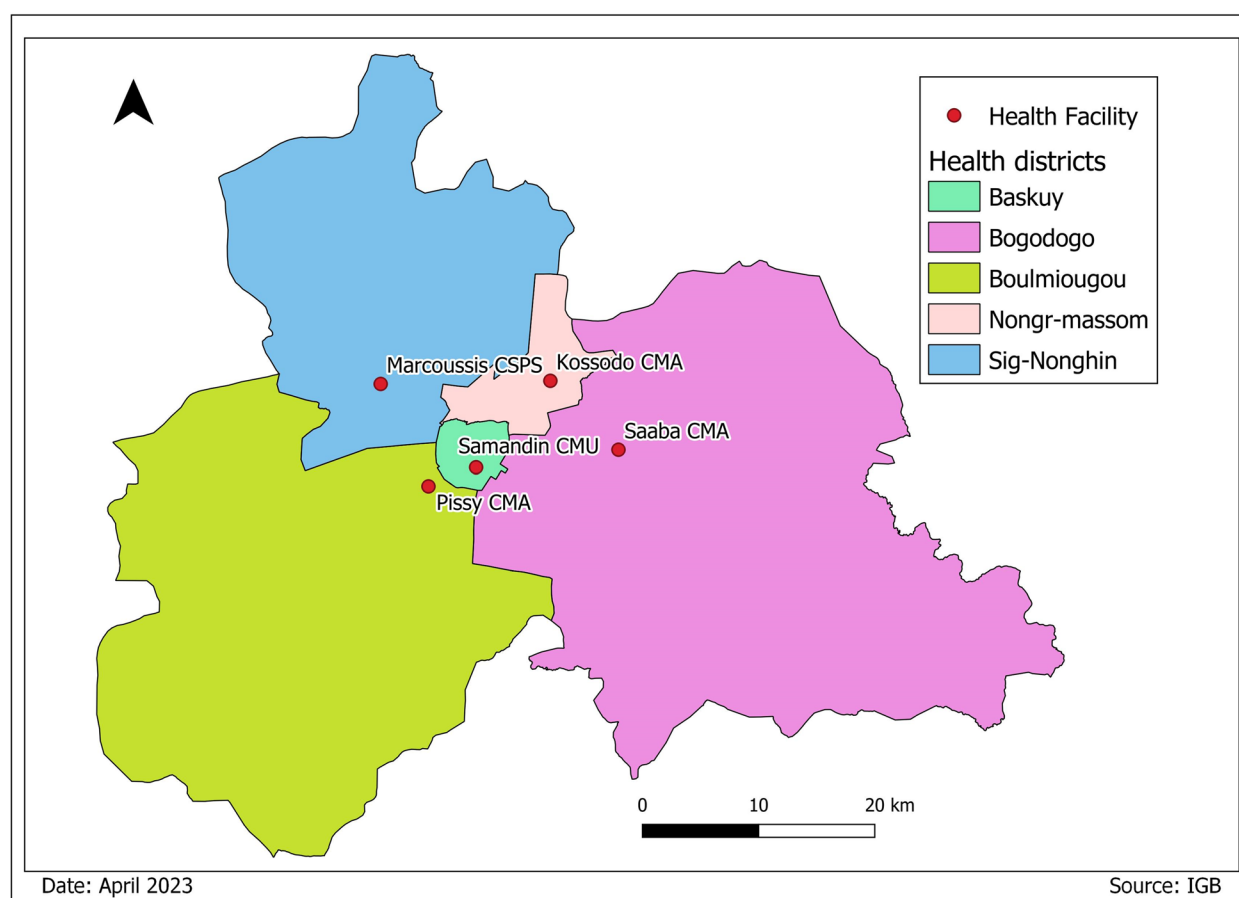 Health Facility
Health districts
Baskuy
Bogodogo
Boulmiougou
Nongr-massom
Sig-Nonghin
Marcoussis CSPS
Kossodo CMA
Saaba CMA
Samandin CMU
Pissy CMA
0 10 20 km
Date: April 2023
Source: IGB